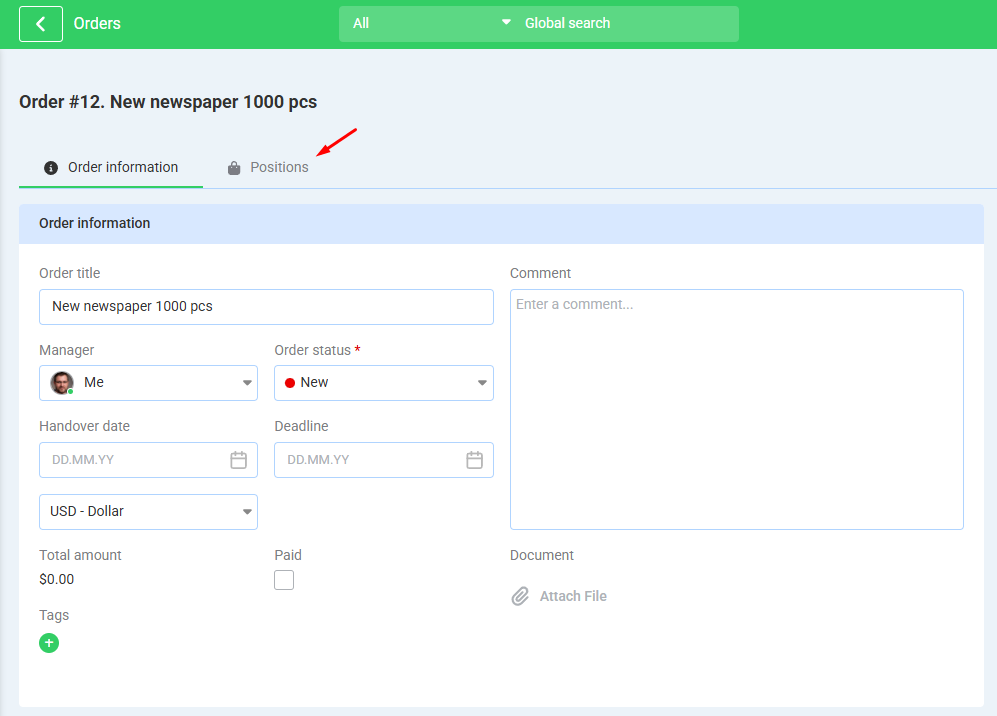 Orders
All
Global search
Order #12. New newspaper 1000 pcs
Order information
Positions
Order information
Order title
Comment
New newspaper 1000 pcs
Enter a comment...
Manager
Order status *
Me
New
Handover date
Deadline
DD.MM.YY
DD.MM.YY
USD - Dollar
Total amount
Paid
Document
$0.00
Attach File
Tags